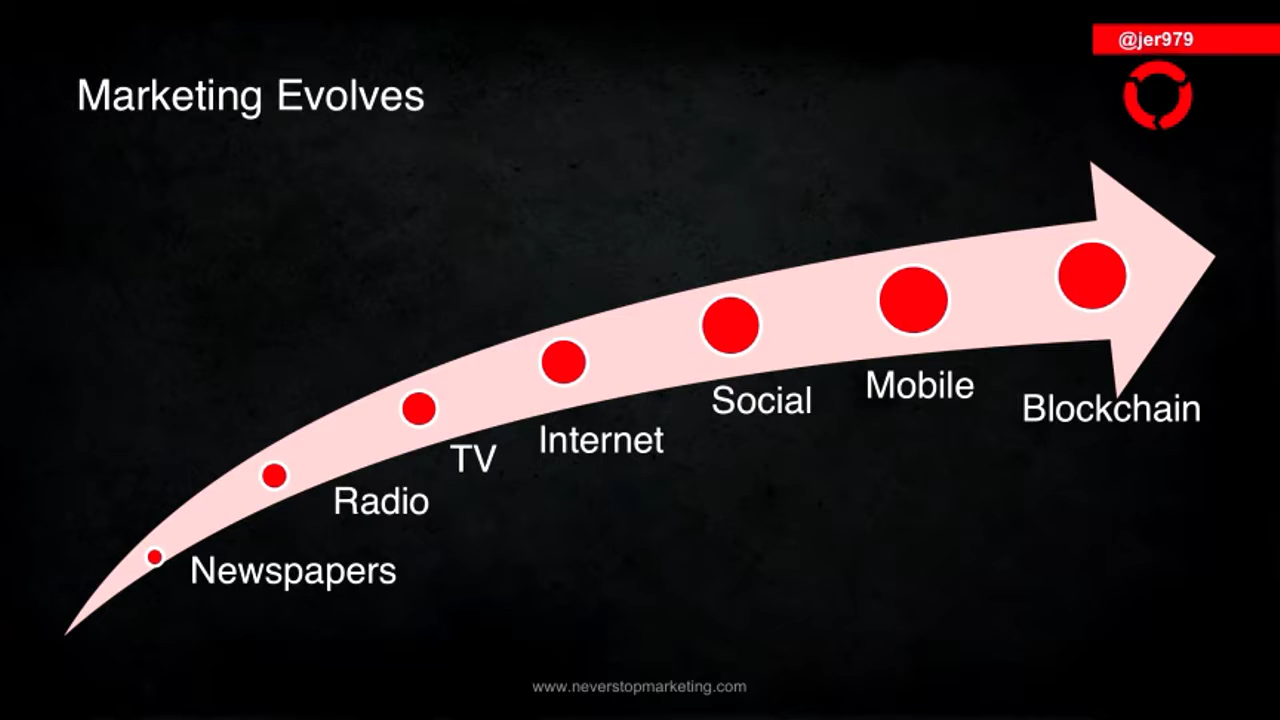 @jer979
Marketing Evolves
Newspapers
Radio
TV
Internet
Social
Mobile
Blockchain
www.neverstopmarketing.com